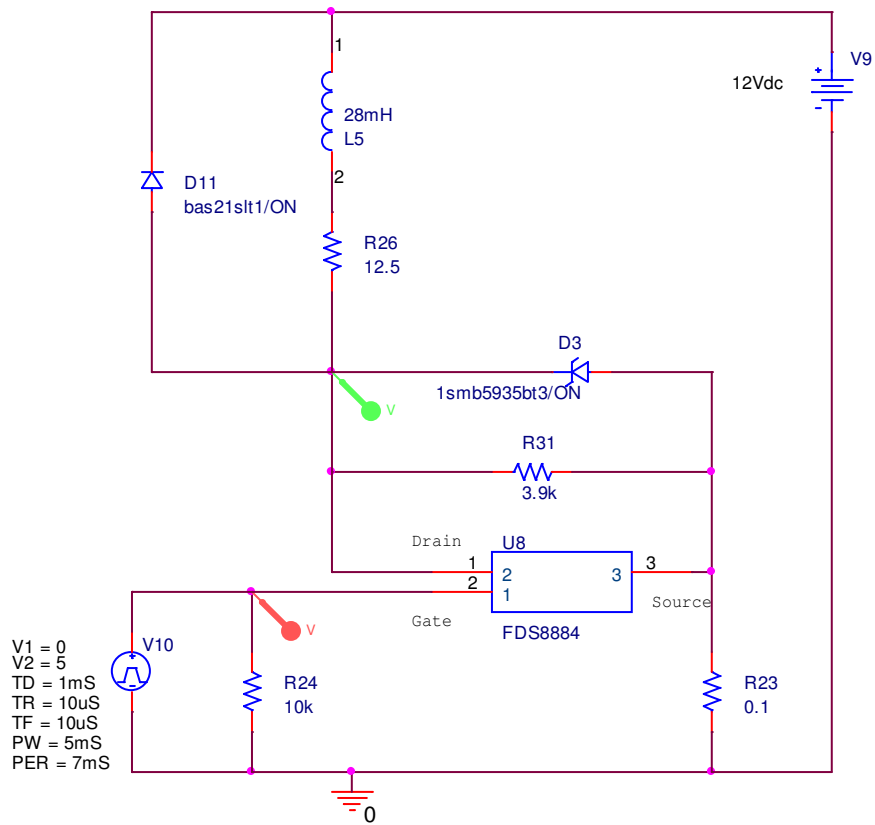 1
28mH
L5
2
V9
12Vdc
+
-
D11
bas21slt1/ON
R26
12.5
D3
1smb5935bt3/ON
V
R31
3.9k
Drain
U8
1
2
3
3
2
1
Gate
Source
FDS8884
V
V10
+
-
V1 = 0
V2 = 5
TD = 1mS
TR = 10uS
TF = 10uS
PW = 5mS
PER = 7mS
R24
10k
R23
0.1
0